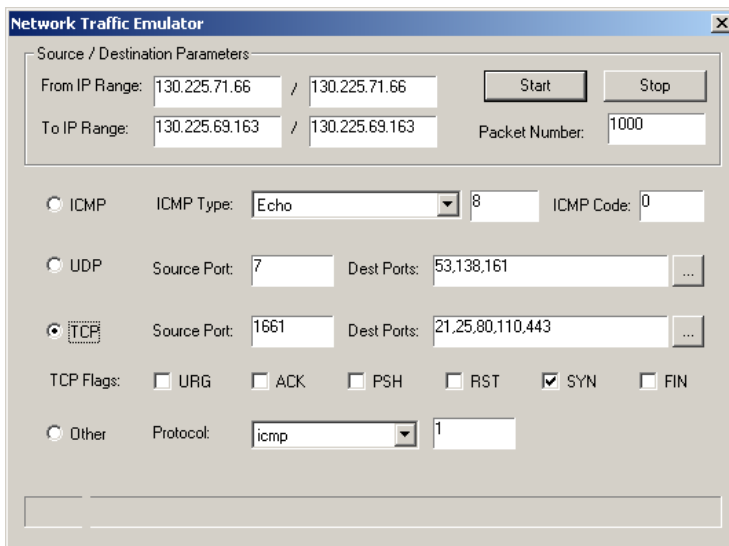 Network Traffic Emulator
Source / Destination Parameters
From IP Range: 130.225.71.66 / 130.225.71.66 Start Stop
To IP Range: 130.225.69.163 / 130.225.69.163 Packet Number: 1000
ICMP ICMP Type: Echo 8 ICMP Code: 0
UDP Source Port: 7 Dest Ports: 53,138,161 ...
TCP Source Port: 1661 Dest Ports: 21,25,80,110,443 ...
TCP Flags: URG ACK PSH RST SYN FIN
Other Protocol: icmp 1